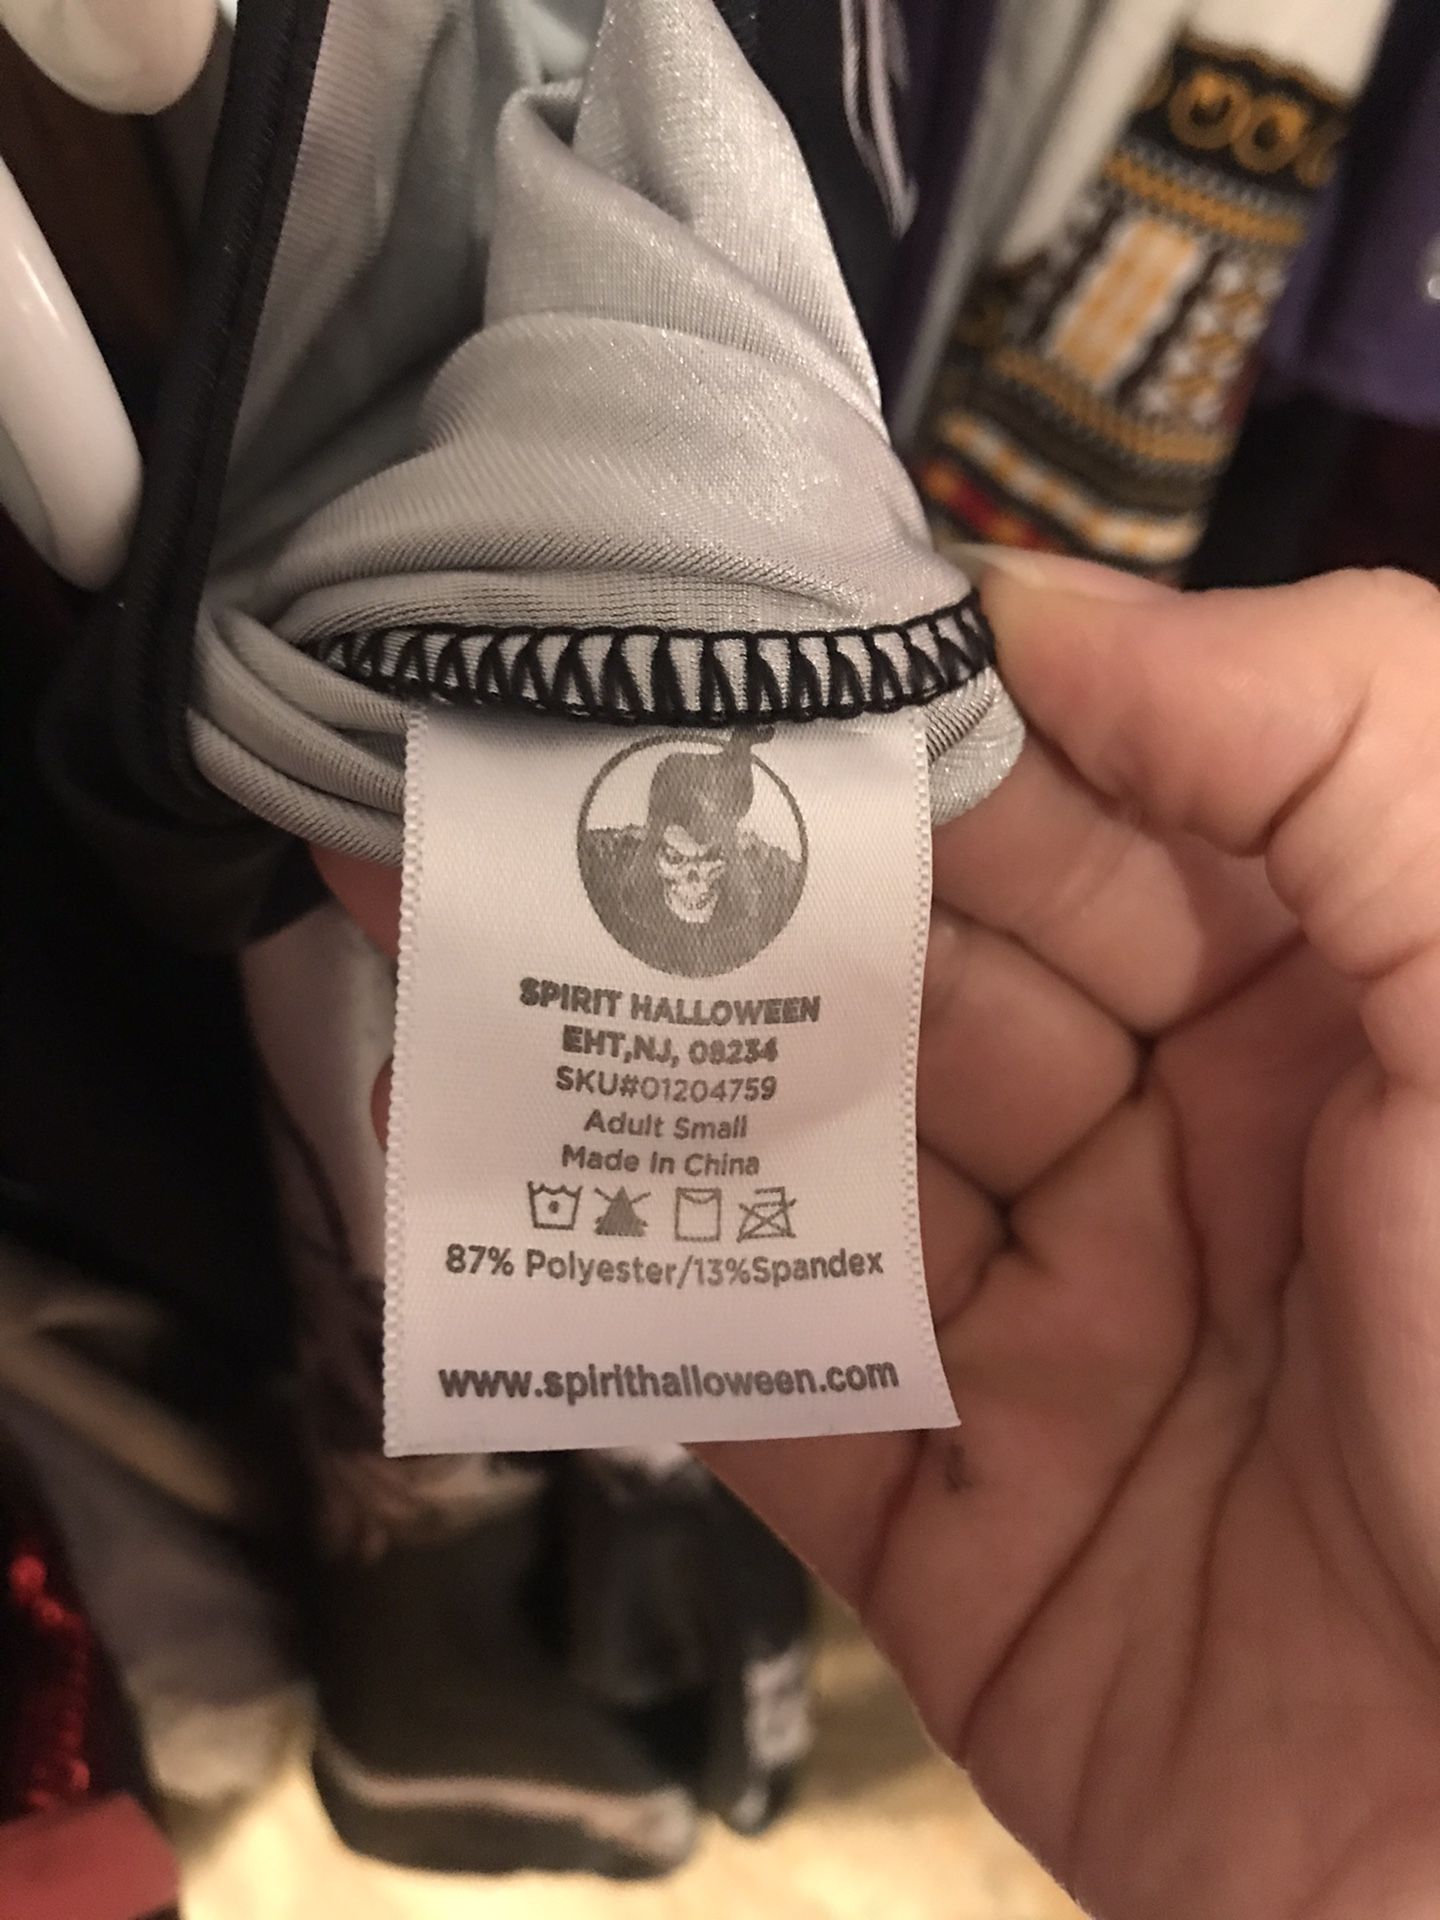 SPIRIT HALLOWEEN
EHT,NJ, 08234
SKU#01204759
Adult Small
Made In China
87% Polyester/13%Spandex
www.spirithalloween.com